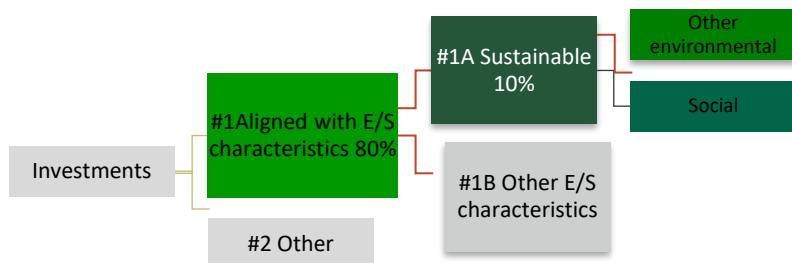 Investments
#1Aligned with E/S
characteristics 80%
#2 Other
#1A Sustainable
10%
#1B Other E/S
characteristics
Other
environmental
Social